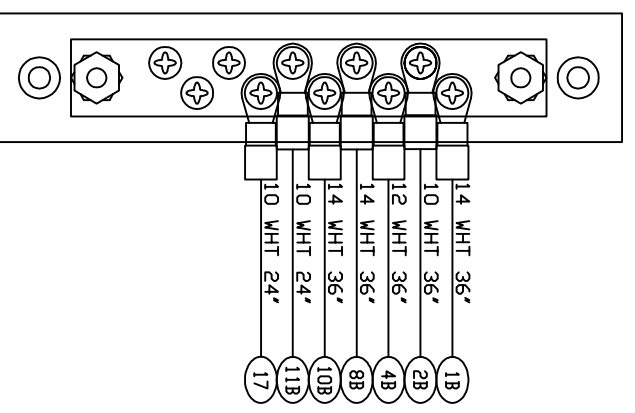 14 WHT 36" 1B
10 WHT 36" 2B
12 WHT 36" 4B
14 WHT 36" 8B
14 WHT 36" 10B
10 WHT 24" 11B
10 WHT 24" 17